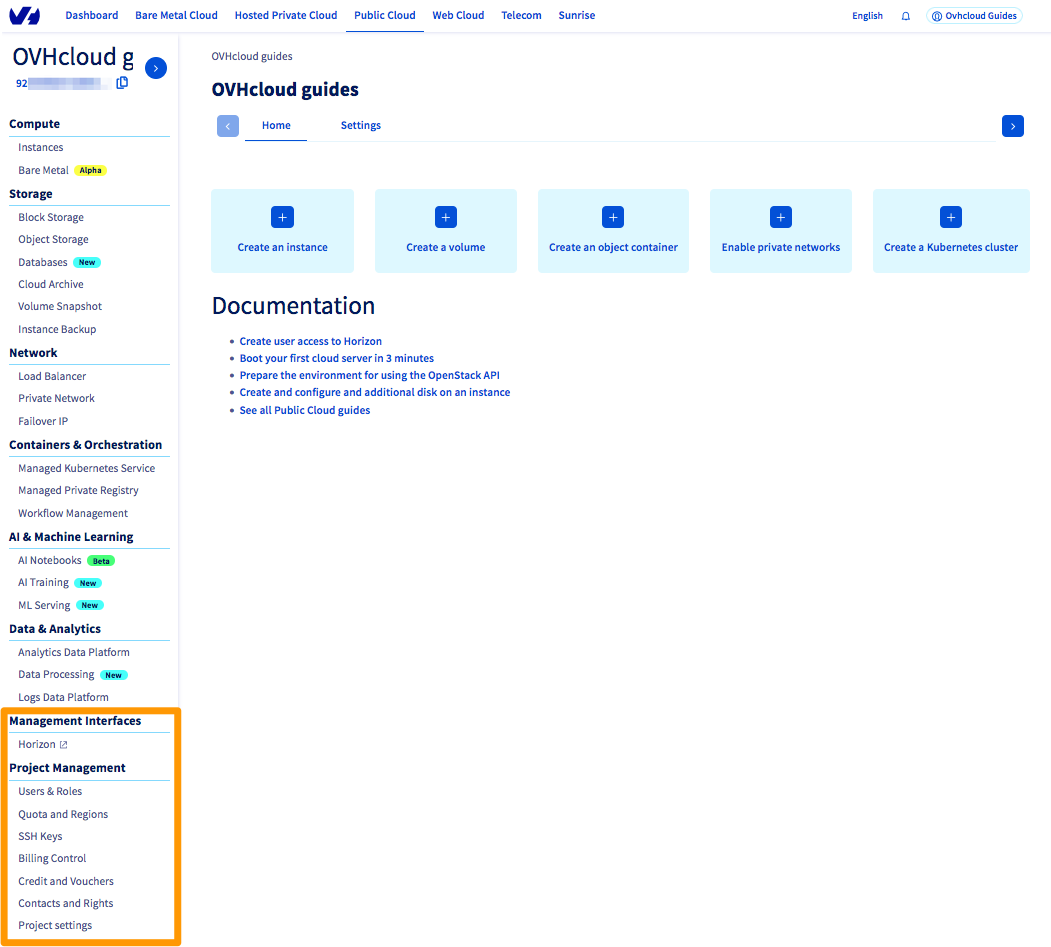 Dashboard Bare Metal Cloud Hosted Private Cloud Public Cloud Web Cloud Telecom Sunrise English Ovhcloud Guides
OVHcloud g
92
Compute
Instances
Bare Metal Alpha
Storage
Block Storage
Object Storage
Databases New
Cloud Archive
Volume Snapshot
Instance Backup
Network
Load Balancer
Private Network
Failover IP
Containers & Orchestration
Managed Kubernetes Service
Managed Private Registry
Workflow Management
AI & Machine Learning
AI Notebooks Beta
AI Training New
ML Serving New
Data & Analytics
Analytics Data Platform
Data Processing New
Logs Data Platform
Management Interfaces
Horizon
Project Management
Users & Roles
Quota and Regions
SSH Keys
Billing Control
Credit and Vouchers
Contacts and Rights
Project settings
OVHcloud guides
OVHcloud guides
Home Settings
Create an instance Create a volume Create an object container Enable private networks Create a Kubernetes cluster
Documentation
Create user access to Horizon
Boot your first cloud server in 3 minutes
Prepare the environment for using the OpenStack API
Create and configure and additional disk on an instance
See all Public Cloud guides